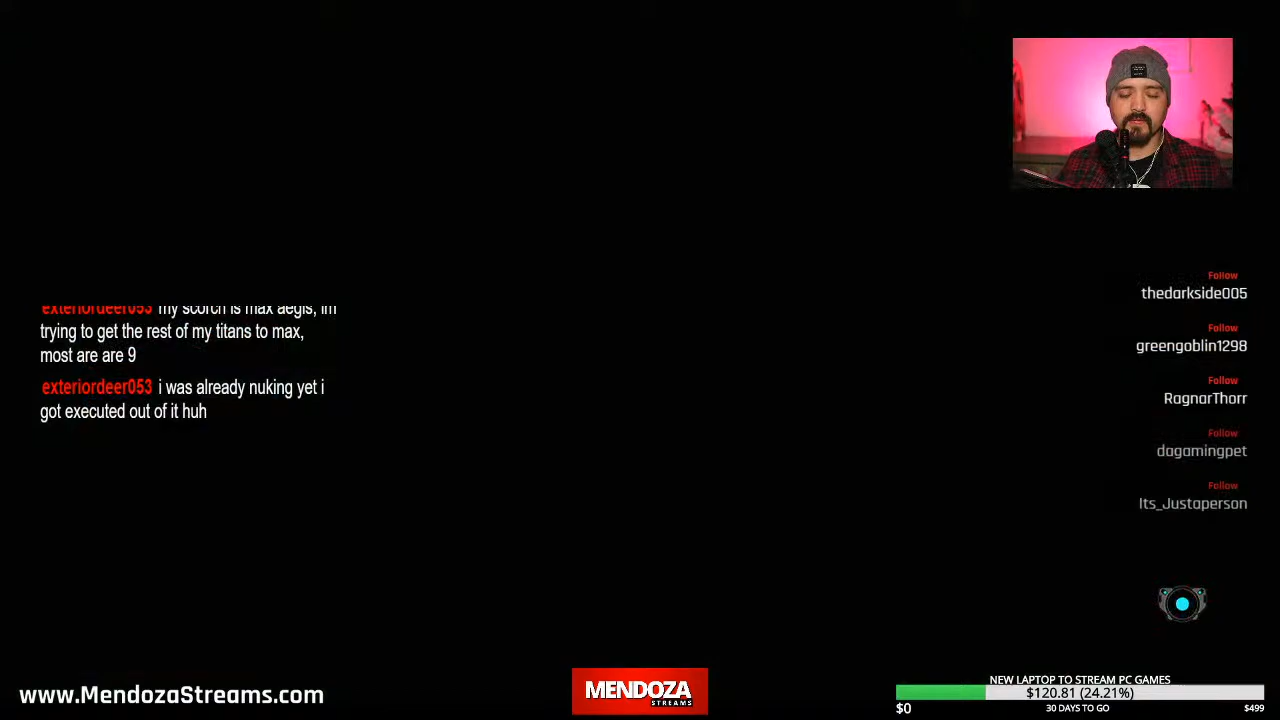 exteriordeer053 my scorch is max aegis, im
trying to get the rest of my titans to max,
most are are 9
exteriordeer053 i was already nuking yet i
got executed out of it huh
Follow
thedarkside005
Follow
greengoblin1298
Follow
RagnarThorr
Follow
dagamingpet
Follow
Its_Justaperson
www.MendozaStreams.com
MENDOZA
STREAMS
NEW LAPTOP TO STREAM PC GAMES
$120.81 (24.21%)
$0 30 DAYS TO GO $499